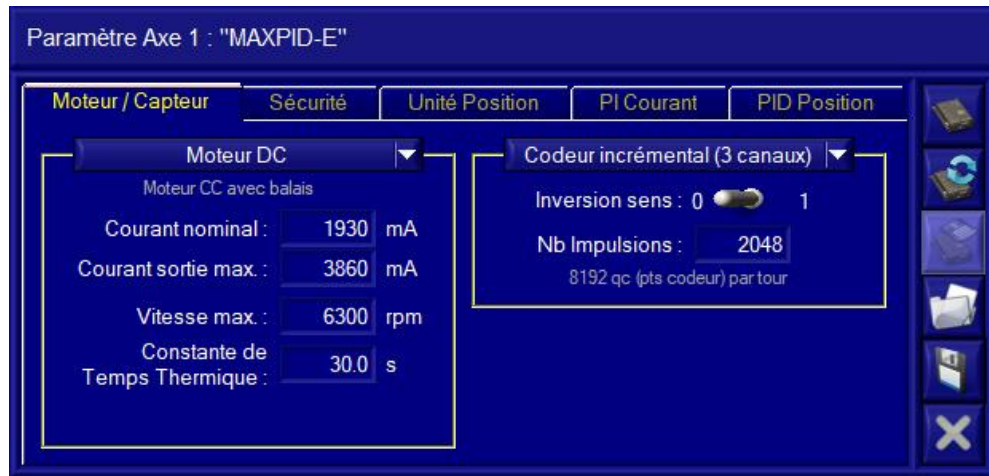 Paramètre Axe 1 : "MAXPID-E"
Moteur / Capteur Sécurité Unité Position PI Courant PID Position
Moteur DC
Moteur CC avec balais
Courant nominal : 1930 mA
Courant sortie max. : 3860 mA
Vitesse max. : 6300 rpm
Constante de
Temps Thermique : 30.0 s
Codeur incrémental (3 canaux)
Inversion sens : 0 1
Nb Impulsions : 2048
8192 qc (pts codeur) par tour